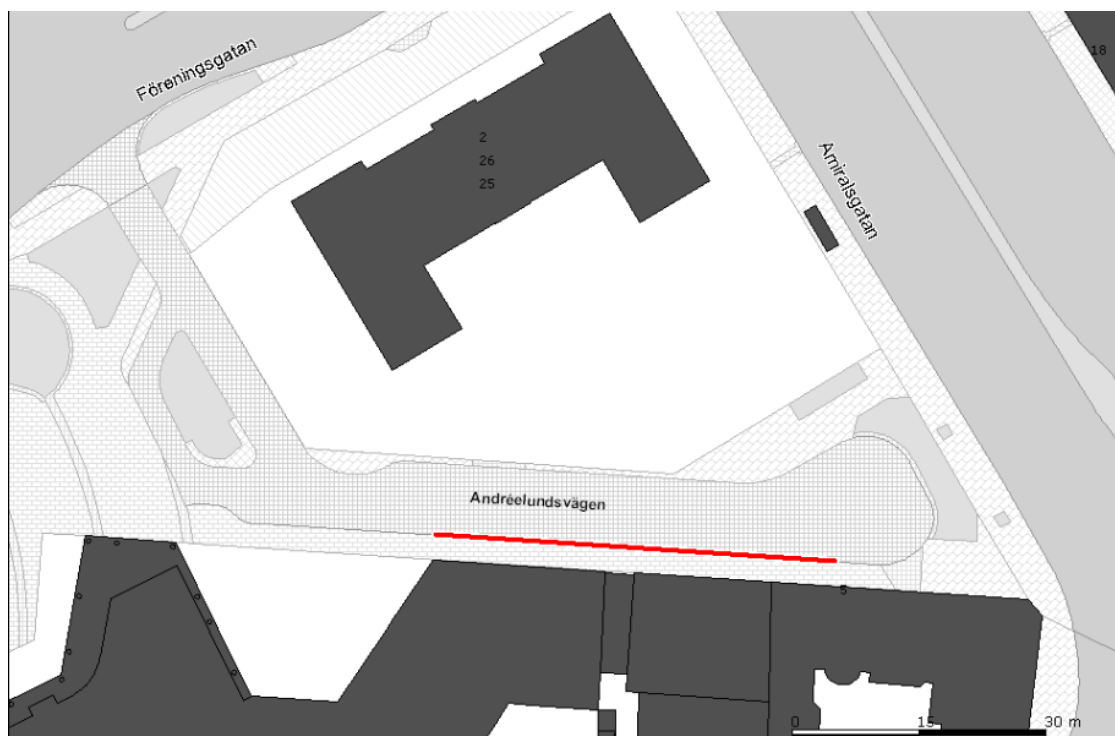 Föreningsgatan
18
2
26
25
Amiralsgatan
Andréelundsvägen
5
0 15 30 m